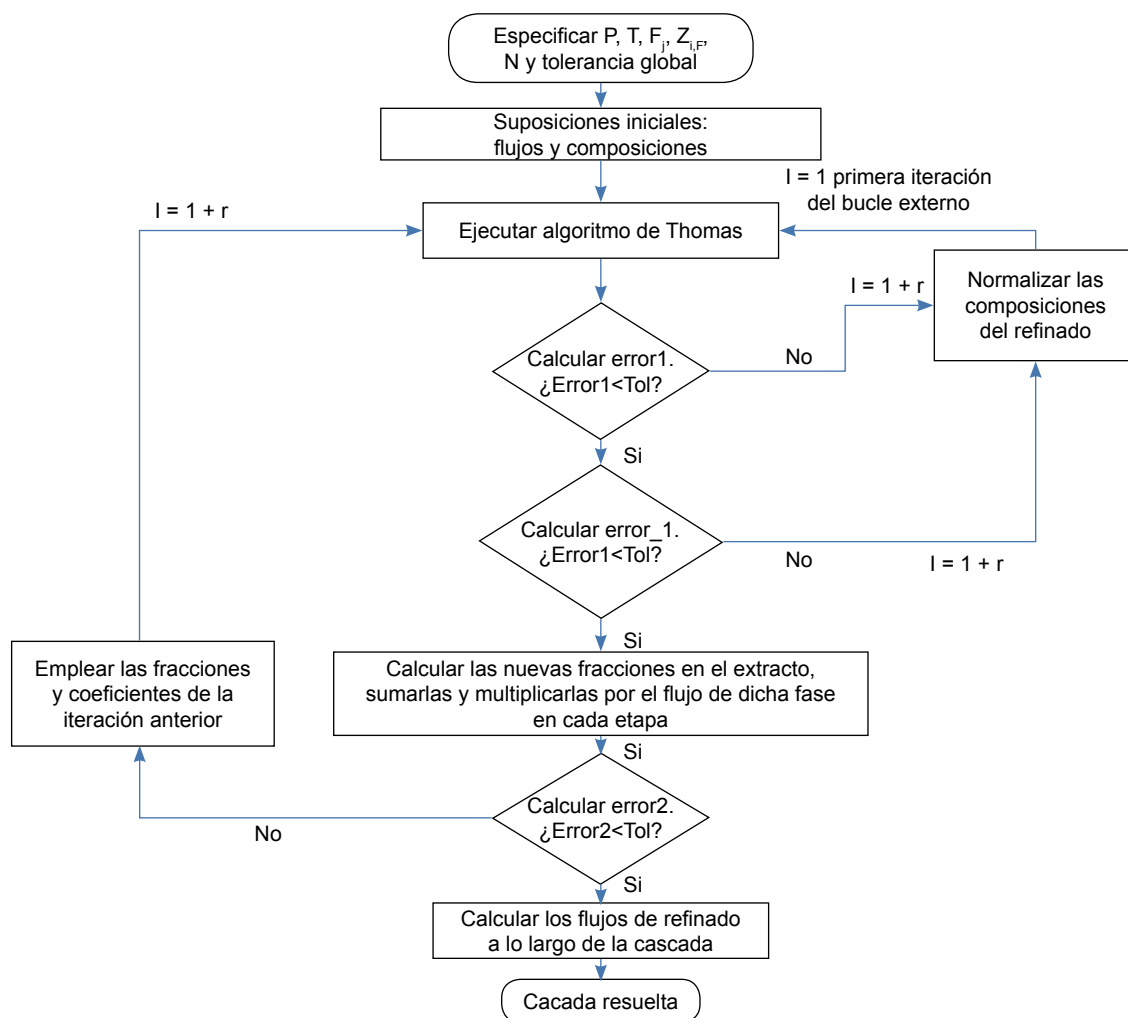 Especificar P, T, F_j, Z_{i,F},
N y tolerancia global
Suposiciones iniciales:
flujos y composiciones
I = 1 primera iteración
del bucle externo
I = 1 + r
Ejecutar algoritmo de Thomas
I = 1 + r
Normalizar las
composiciones
del refinado
Calcular error1.
¿Error1<Tol?
No
Si
Calcular error_1.
¿Error1<Tol?
No
I = 1 + r
Si
Emplear las fracciones
y coeficientes de la
iteración anterior
Calcular las nuevas fracciones en el extracto,
sumarlas y multiplicarlas por el flujo de dicha fase
en cada etapa
Si
Calcular error2.
¿Error2<Tol?
No
Si
Calcular los flujos de refinado
a lo largo de la cascada
Cacada resuelta